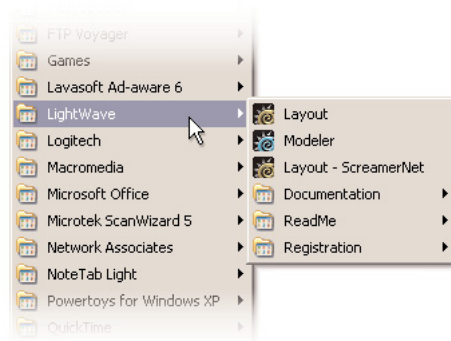 FTP Voyager
Games
Lavasoft Ad-aware 6
LightWave
Logitech
Macromedia
Microsoft Office
Microtek ScanWizard 5
Network Associates
NoteTab Light
Powertoys for Windows XP
QuickTime
Layout
Modeler
Layout - ScreamerNet
Documentation
ReadMe
Registration